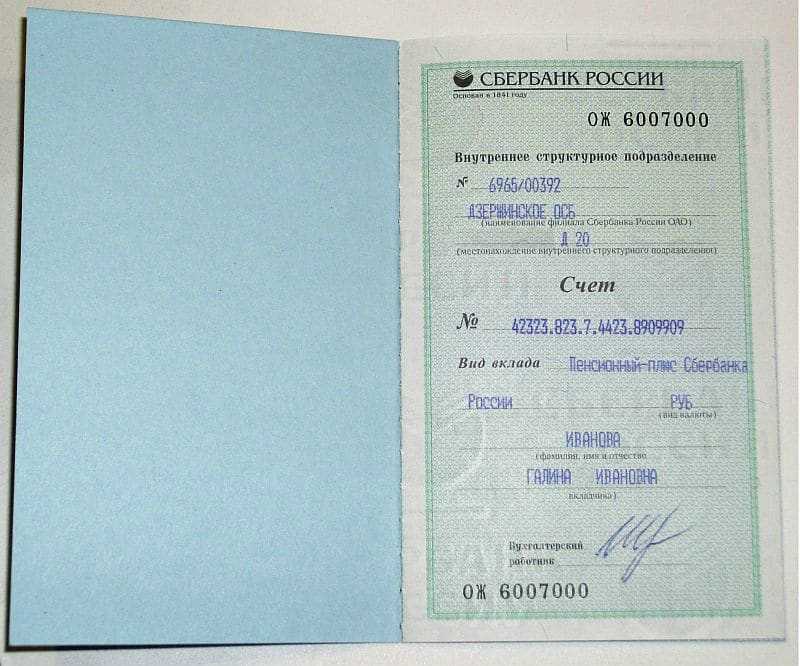 СБЕРБАНК РОССИИ
Основан в 1841 году
ОЖ 6007000
Внутреннее структурное подразделение
№ 6965/00392
ДЗЕРЖИНСКОЕ ОСБ
(наименование филиала Сбербанка России ОАО)
Д 20
(местонахождение внутреннего структурного подразделения)
Счет
№ 42323.823.7.4423.8909909
Вид вклада Пенсионный-плюс Сбербанка
России РУБ
(вид валюты)
ИВАНОВА
(фамилия, имя и отчество
ГАЛИНА ИВАНОВНА
вкладчика)
Бухгалтерский
работник
ОЖ 6007000